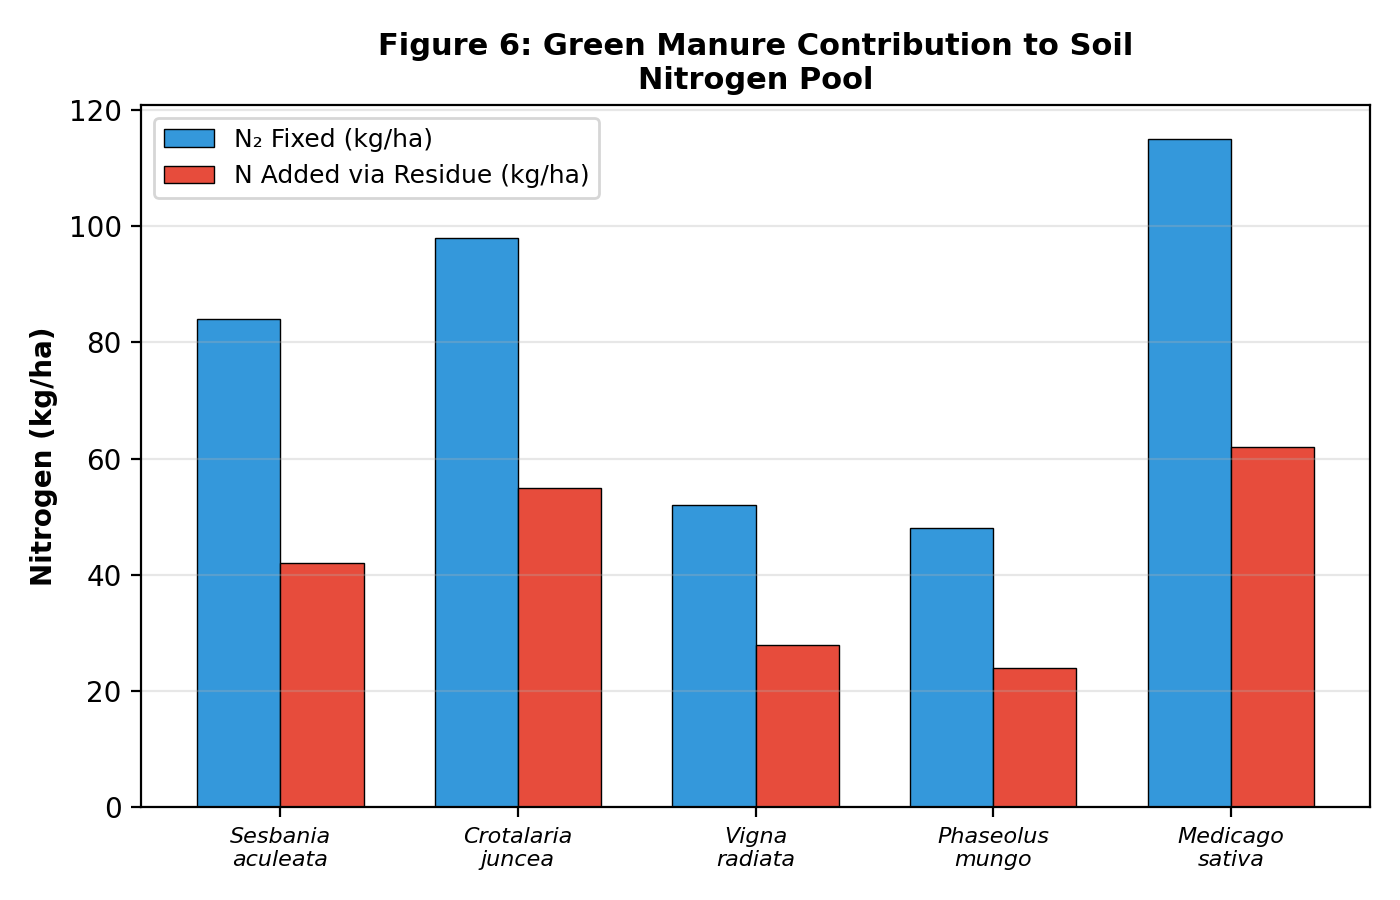 Figure 6: Green Manure Contribution to Soil
Nitrogen Pool
N₂ Fixed (kg/ha)
N Added via Residue (kg/ha)
Nitrogen (kg/ha)
120
100
80
60
40
20
0
Sesbania
aculeata
Crotalaria
juncea
Vigna
radiata
Phaseolus
mungo
Medicago
sativa